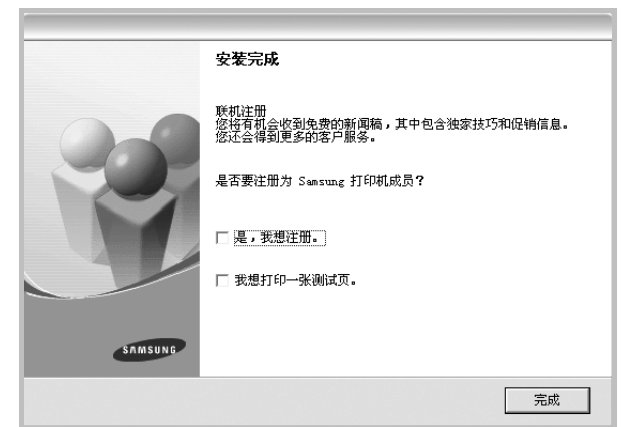 安装完成
联机注册
您将有机会收到免费的新闻稿，其中包含独家技巧和促销信息。
您还会得到更多的客户服务。
是否要注册为 Samsung 打印机成员？
是，我想注册。
我想打印一张测试页。
SAMSUNG
完成